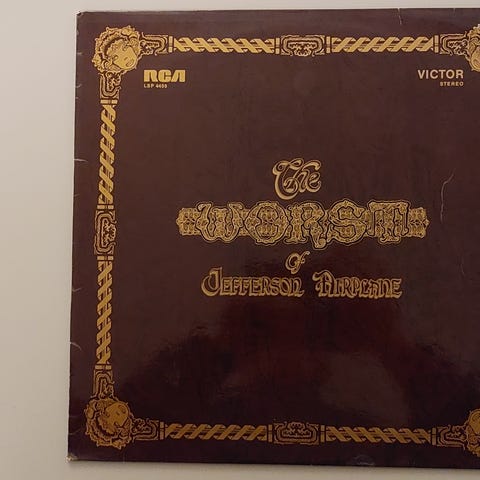 RCA
LSP 4459
VICTOR
STEREO
The
WORST
of
JEFFERSON AIRPLANE